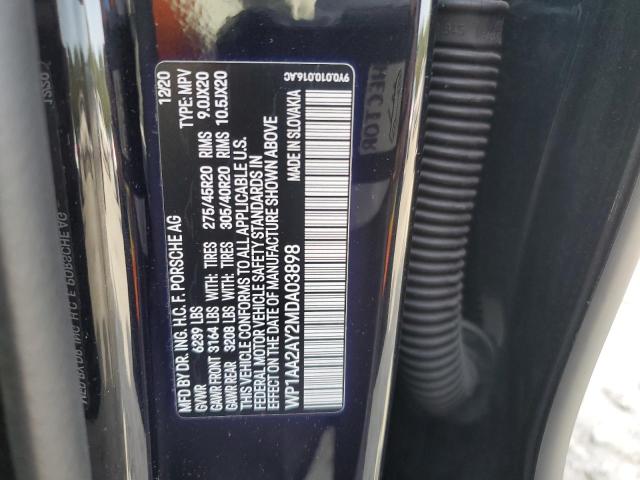 MFD BY DR. ING. H.C. F. PORSCHE AG 12/20
GVWR 6239 LBS TYPE: MPV
GAWR FRONT 3164 LBS WITH: TIRES 275/45R20 RIMS 9.0JX20
GAWR REAR 3208 LBS WITH: TIRES 305/40R20 RIMS 10.5JX20
THIS VEHICLE CONFORMS TO ALL APPLICABLE U.S.
FEDERAL MOTOR VEHICLE SAFETY STANDARDS IN
EFFECT ON THE DATE OF MANUFACTURE SHOWN ABOVE
WP1AA2AY2MDA03898 MADE IN SLOVAKIA
9Y0.010.016.AC
HECTOR